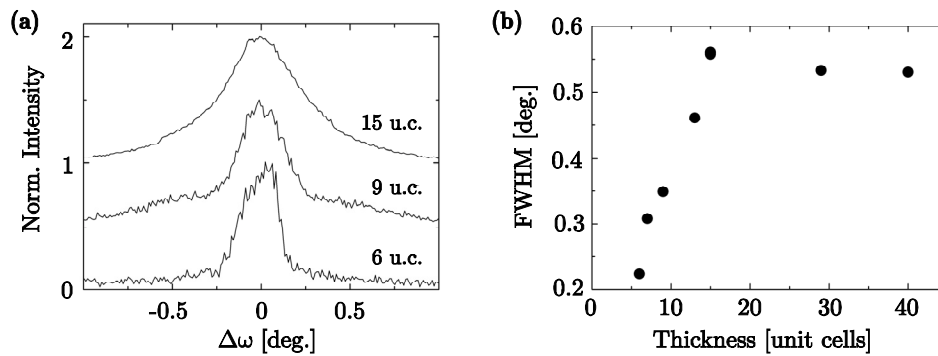 (a)
Norm. Intensity
2
1
0
15 u.c.
9 u.c.
6 u.c.
-0.5
0
0.5
Δω [deg.]
(b)
FWHM [deg.]
0.6
0.5
0.4
0.3
0.2
0
10
20
30
40
Thickness [unit cells]